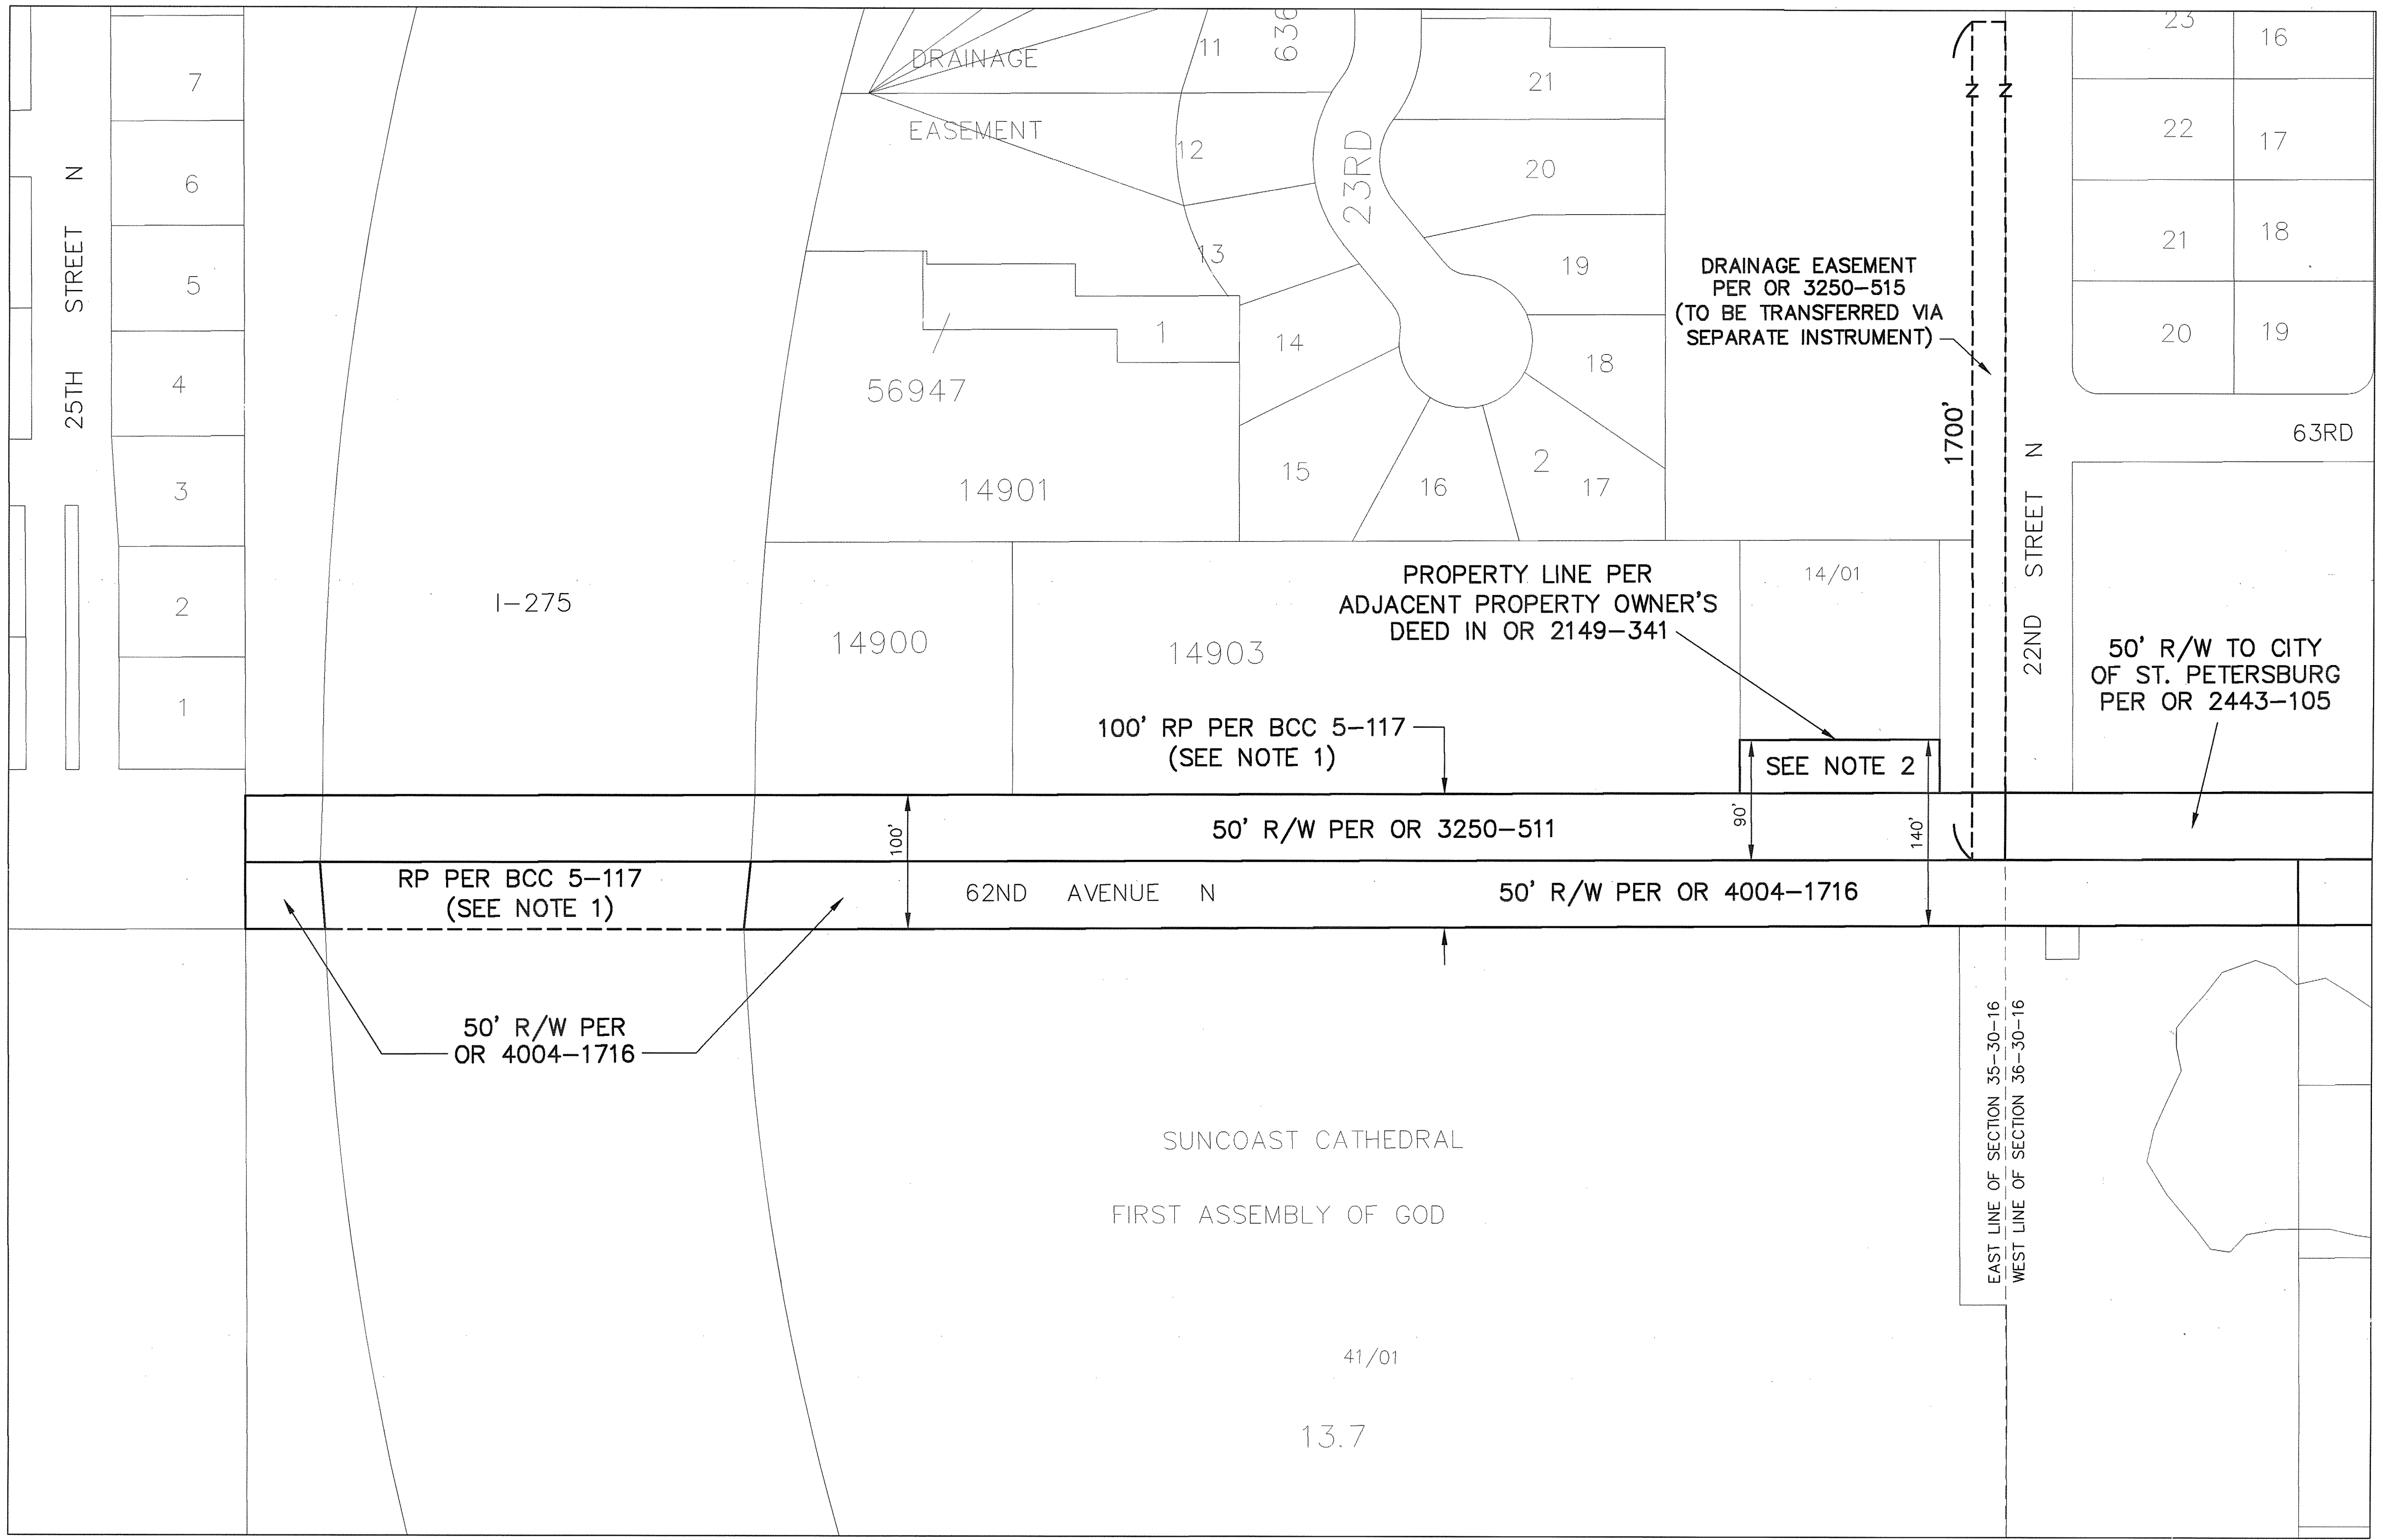 7
6
5
4
3
2
1
25TH STREET N
I-275
DRAINAGE
EASEMENT
11
636
12
13
14
15
16
2
17
18
19
20
21
23RD
1
56947
14901
14900
14903
14/01
DRAINAGE EASEMENT
PER OR 3250-515
(TO BE TRANSFERRED VIA
SEPARATE INSTRUMENT)
1700'
22ND STREET N
23
16
22
17
21
18
20
19
63RD
PROPERTY LINE PER
ADJACENT PROPERTY OWNER'S
DEED IN OR 2149-341
50' R/W TO CITY
OF ST. PETERSBURG
PER OR 2443-105
100' RP PER BCC 5-117
(SEE NOTE 1)
SEE NOTE 2
100'
50' R/W PER OR 3250-511
90'
140'
RP PER BCC 5-117
(SEE NOTE 1)
62ND AVENUE N
50' R/W PER OR 4004-1716
50' R/W PER
OR 4004-1716
EAST LINE OF SECTION 35-30-16
WEST LINE OF SECTION 36-30-16
SUNCOAST CATHEDRAL
FIRST ASSEMBLY OF GOD
41/01
13.7